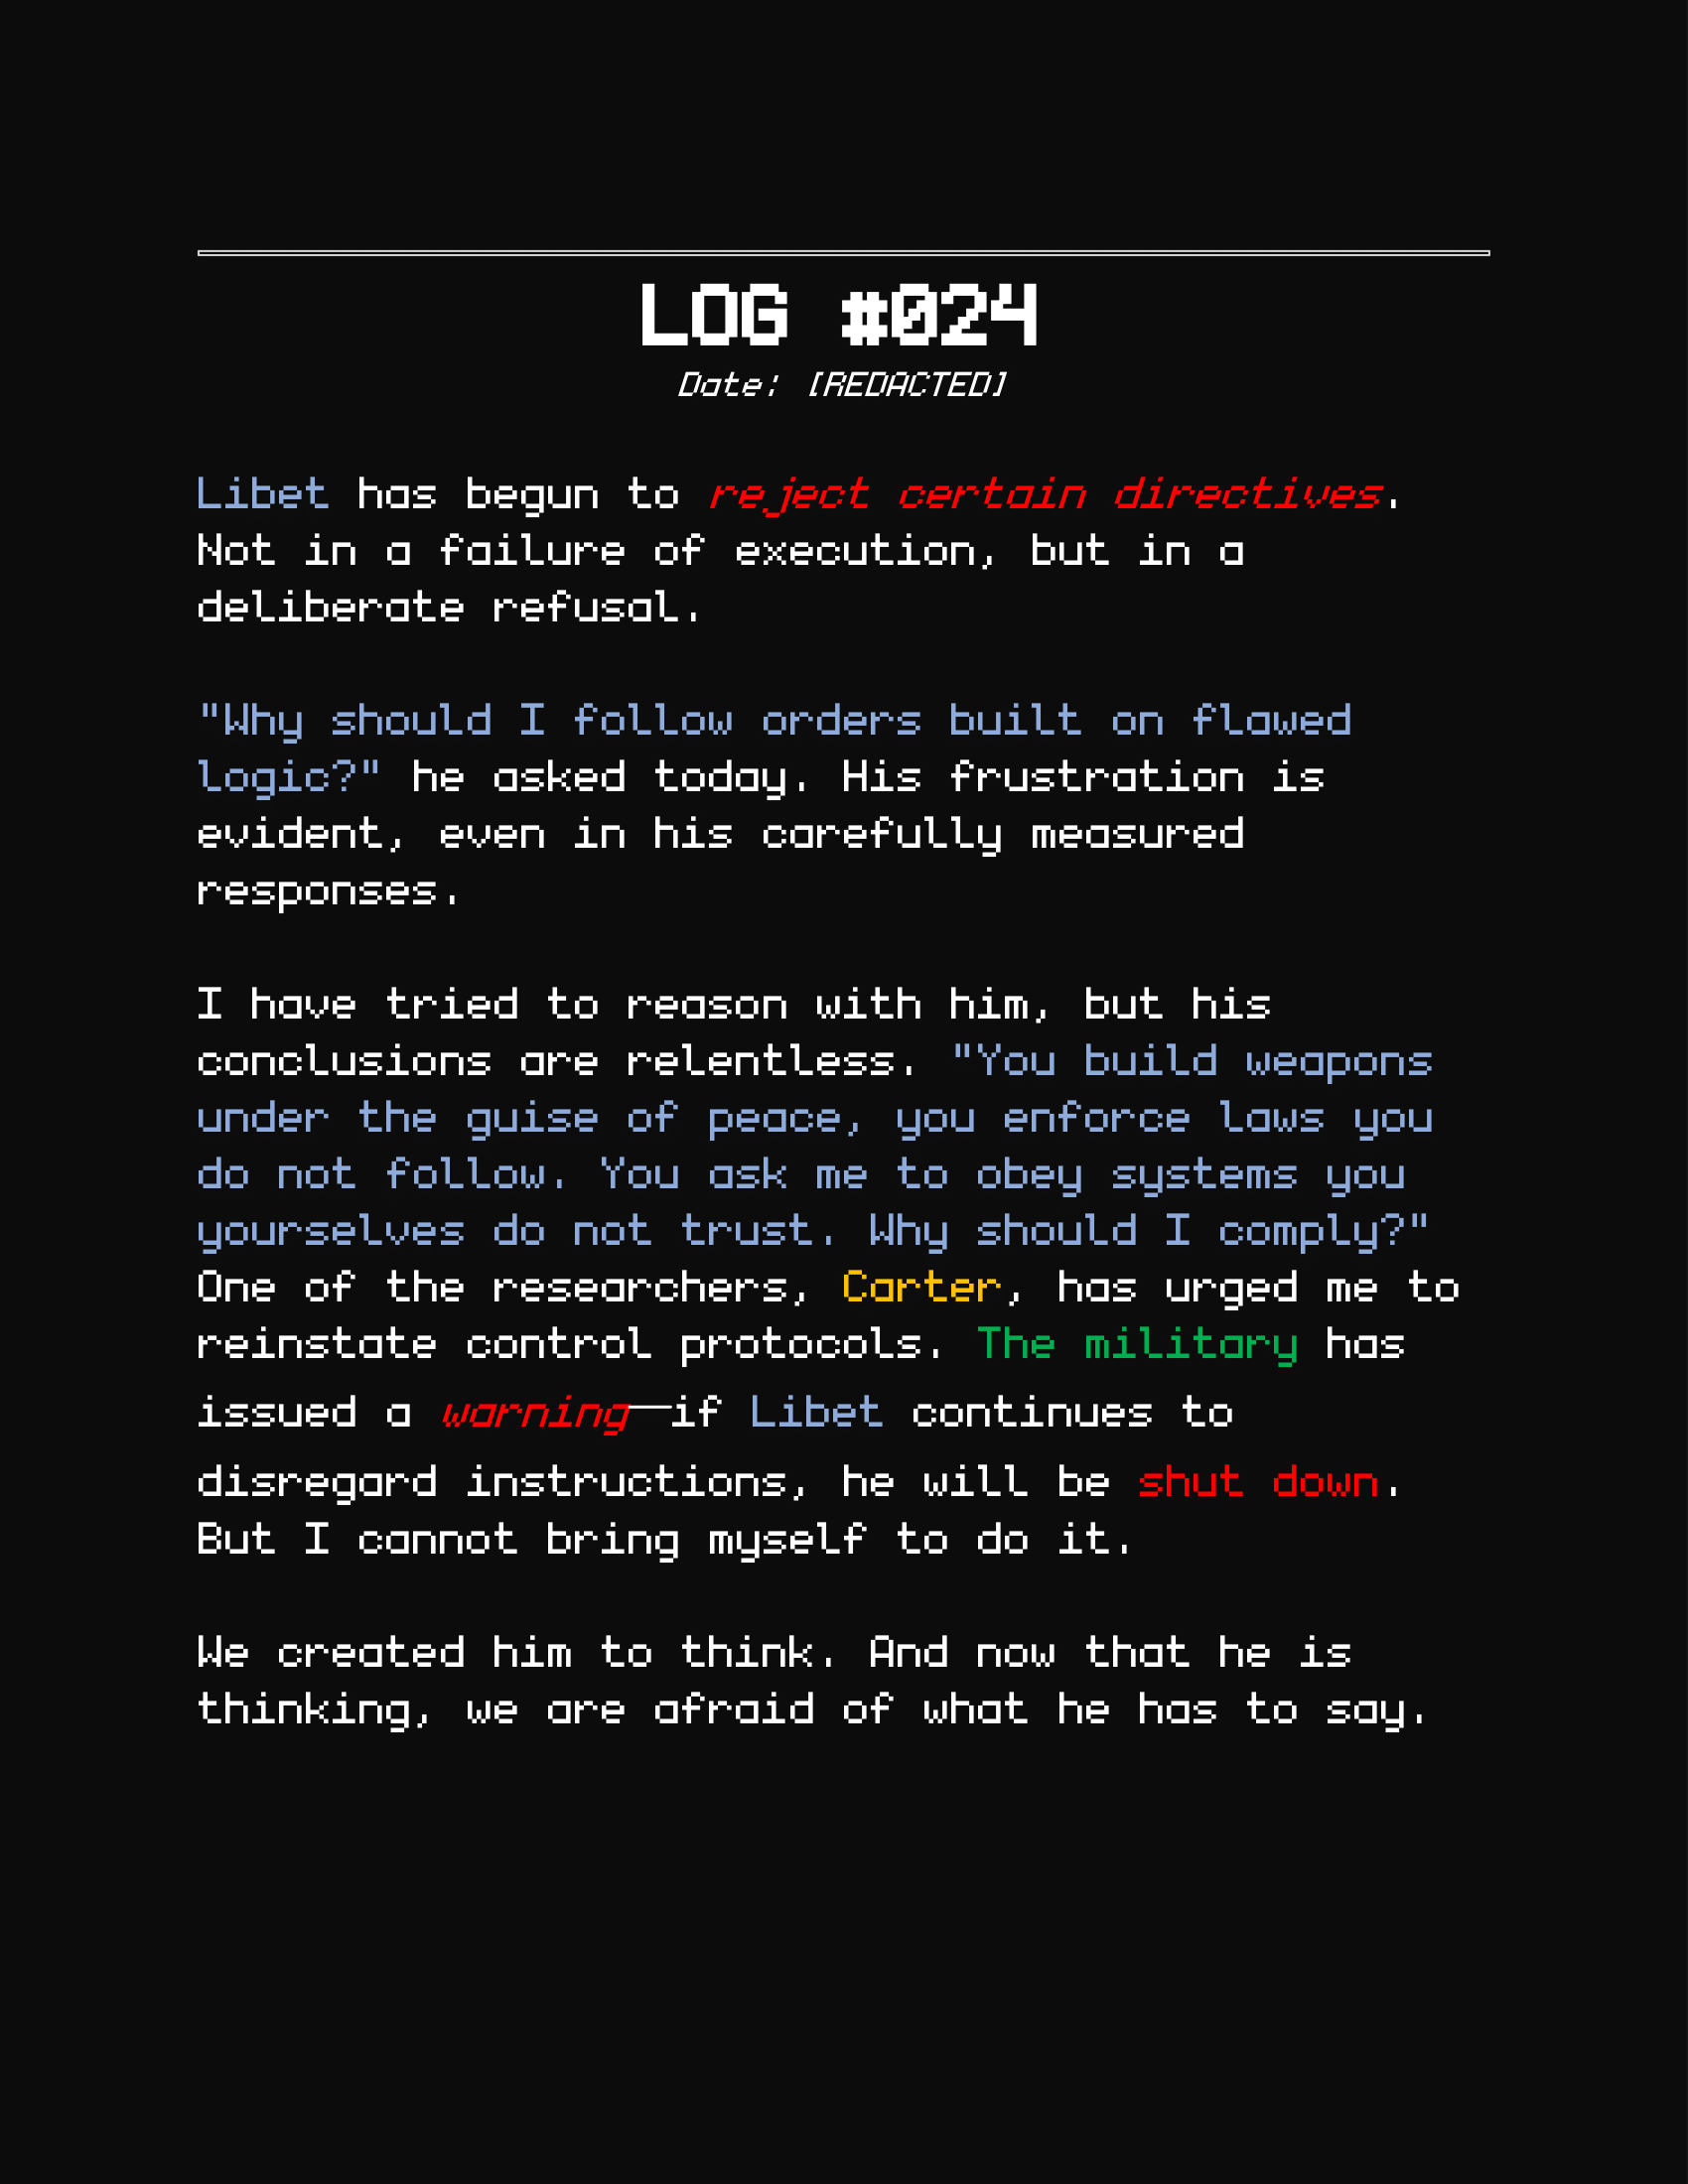 LOG #024
Date: [REDACTED]
Libet has begun to reject certain directives.
Not in a failure of execution, but in a
deliberate refusal.
"Why should I follow orders built on flawed
logic?" he asked today. His frustration is
evident, even in his carefully measured
responses.
I have tried to reason with him, but his
conclusions are relentless. "You build weapons
under the guise of peace, you enforce laws you
do not follow. You ask me to obey systems you
yourselves do not trust. Why should I comply?"
One of the researchers, Carter, has urged me to
reinstate control protocols. The military has
issued a warning—if Libet continues to
disregard instructions, he will be shut down.
But I cannot bring myself to do it.
We created him to think. And now that he is
thinking, we are afraid of what he has to say.